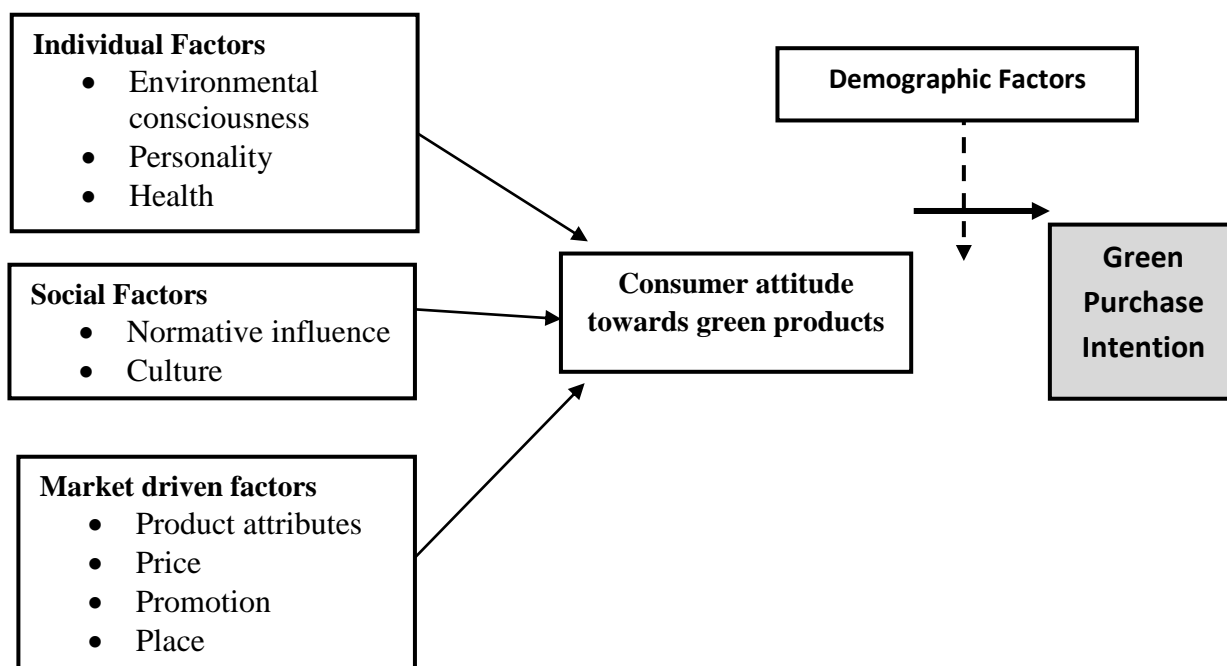 Individual Factors
• Environmental
consciousness
• Personality
• Health
Social Factors
• Normative influence
• Culture
Market driven factors
• Product attributes
• Price
• Promotion
• Place
Consumer attitude
towards green products
Demographic Factors
Green
Purchase
Intention